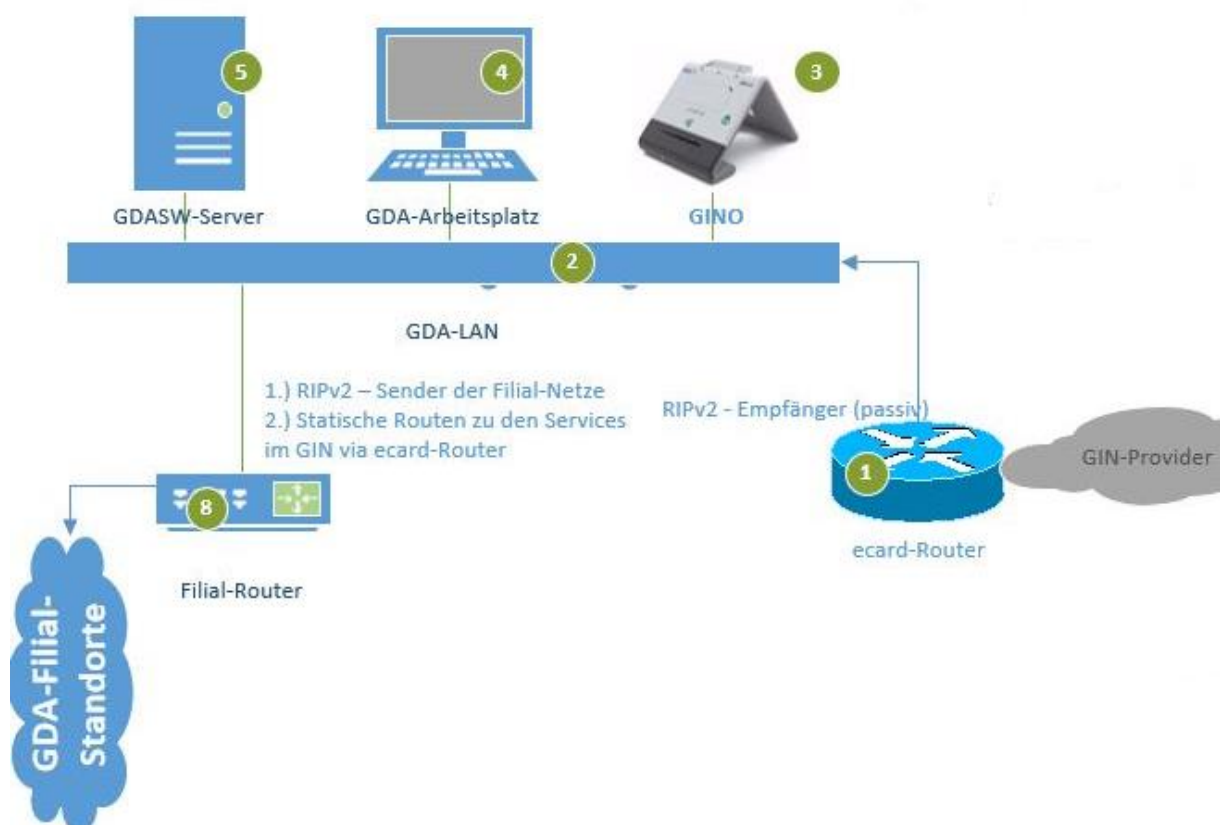 5
4
3
GDASW-Server
GDA-Arbeitsplatz
GINO
2
GDA-LAN
1.) RIPv2 – Sender der Filial-Netze
2.) Statische Routen zu den Services
im GIN via ecard-Router
RIPv2 - Empfänger (passiv)
GIN-Provider
1
ecard-Router
8
Filial-Router
GDA-Filial-
Standorte